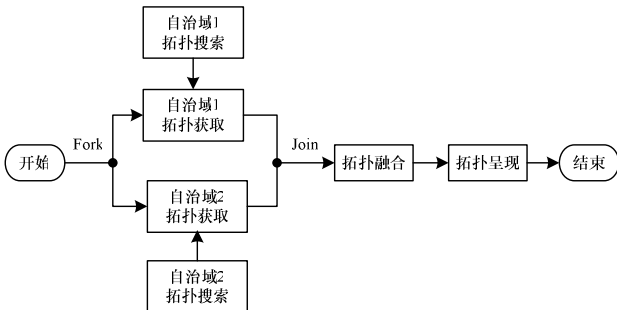 自治域1
拓扑搜索
自治域1
拓扑获取
Fork
Join
开始
拓扑融合
拓扑呈现
结束
自治域2
拓扑获取
自治域2
拓扑搜索